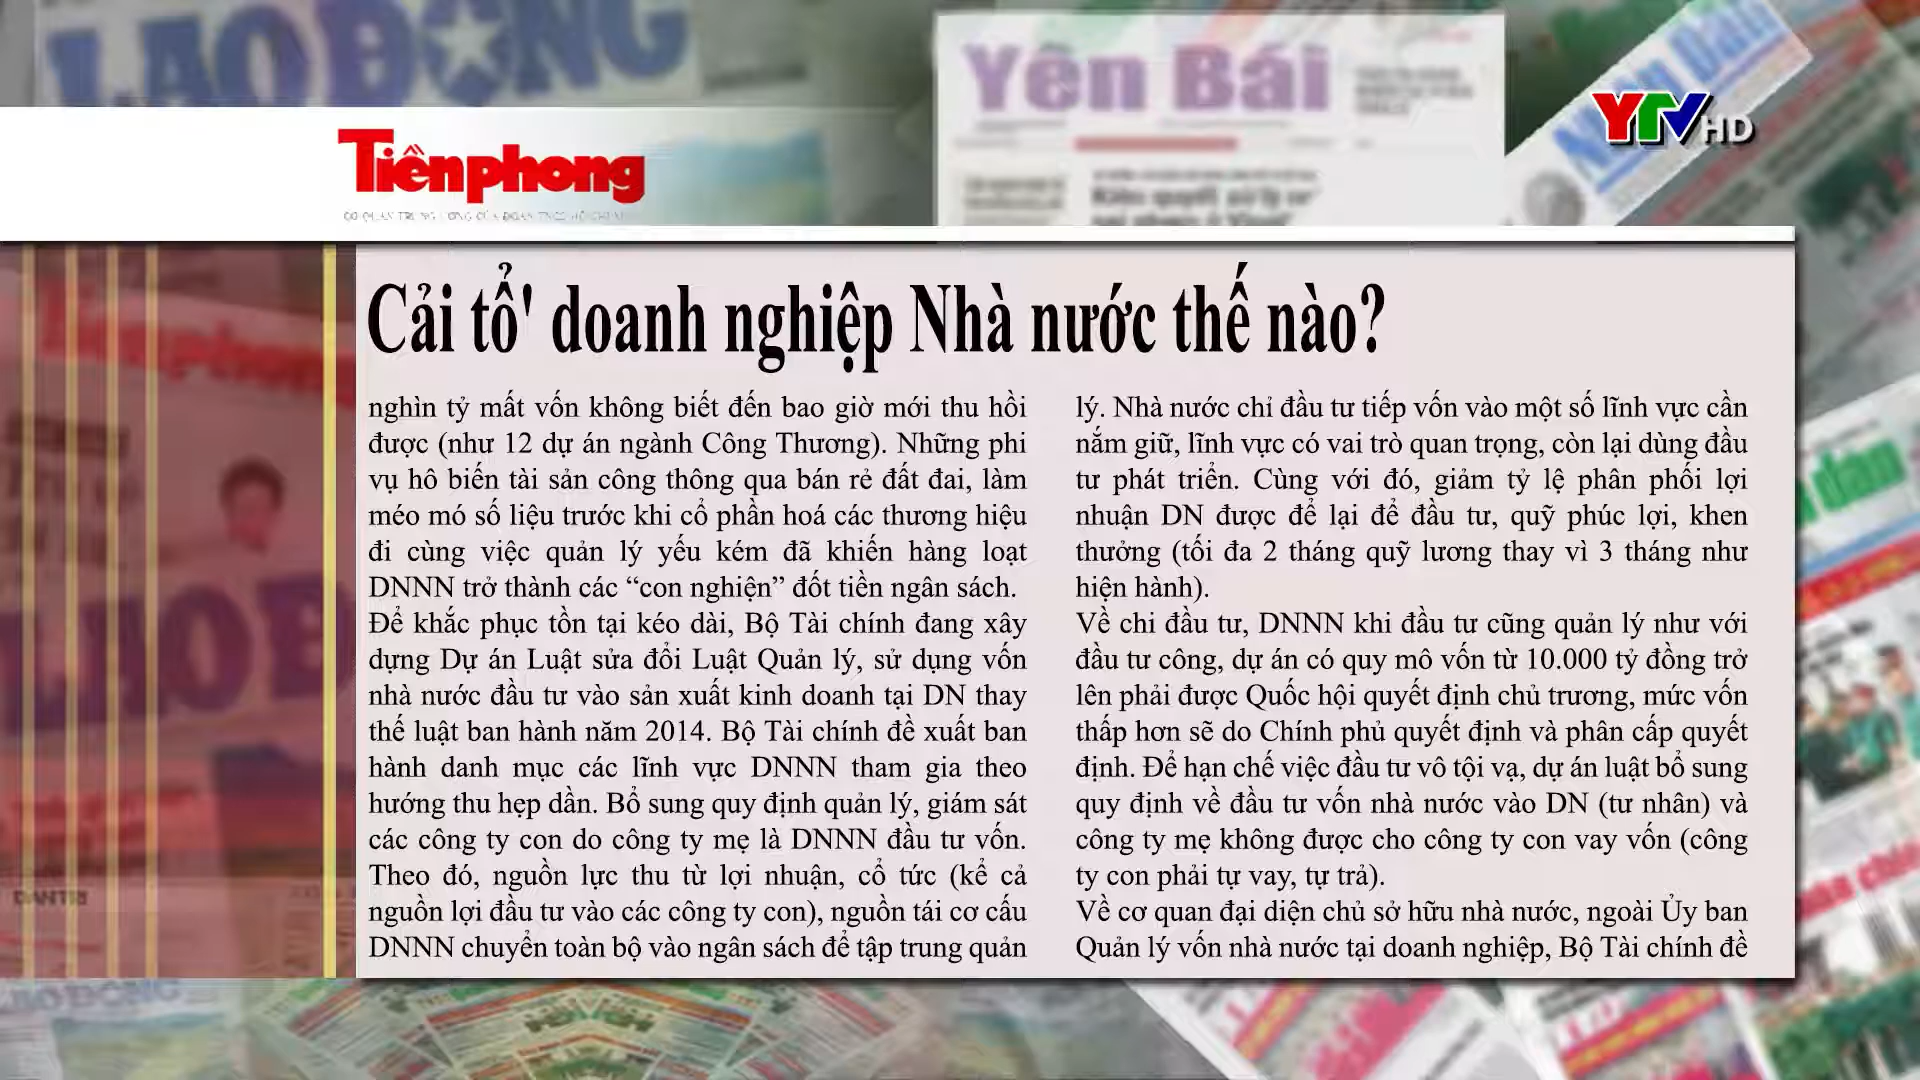 LAO ĐỘNG
Yên Bái
Nhân Dân
YTV HD
Tiền phong
Kiên quyết xử lý
Cải tổ' doanh nghiệp Nhà nước thế nào?
nghìn tỷ mất vốn không biết đến bao giờ mới thu hồi
được (như 12 dự án ngành Công Thương). Những phi
vụ hô biến tài sản công thông qua bán rẻ đất đai, làm
méo mó số liệu trước khi cổ phần hoá các thương hiệu
đi cùng việc quản lý yếu kém đã khiến hàng loạt
DNNN trở thành các “con nghiện” đốt tiền ngân sách.
Để khắc phục tồn tại kéo dài, Bộ Tài chính đang xây
dựng Dự án Luật sửa đổi Luật Quản lý, sử dụng vốn
nhà nước đầu tư vào sản xuất kinh doanh tại DN thay
thế luật ban hành năm 2014. Bộ Tài chính đề xuất ban
hành danh mục các lĩnh vực DNNN tham gia theo
hướng thu hẹp dần. Bổ sung quy định quản lý, giám sát
các công ty con do công ty mẹ là DNNN đầu tư vốn.
Theo đó, nguồn lực thu từ lợi nhuận, cổ tức (kể cả
nguồn lợi đầu tư vào các công ty con), nguồn tái cơ cấu
DNNN chuyển toàn bộ vào ngân sách để tập trung quản
lý. Nhà nước chỉ đầu tư tiếp vốn vào một số lĩnh vực cần
nắm giữ, lĩnh vực có vai trò quan trọng, còn lại dùng đầu
tư phát triển. Cùng với đó, giảm tỷ lệ phân phối lợi
nhuận DN được để lại để đầu tư, quỹ phúc lợi, khen
thưởng (tối đa 2 tháng quỹ lương thay vì 3 tháng như
hiện hành).
Về chi đầu tư, DNNN khi đầu tư cũng quản lý như với
đầu tư công, dự án có quy mô vốn từ 10.000 tỷ đồng trở
lên phải được Quốc hội quyết định chủ trương, mức vốn
thấp hơn sẽ do Chính phủ quyết định và phân cấp quyết
định. Để hạn chế việc đầu tư vô tội vạ, dự án luật bổ sung
quy định về đầu tư vốn nhà nước vào DN (tư nhân) và
công ty mẹ không được cho công ty con vay vốn (công
ty con phải tự vay, tự trả).
Về cơ quan đại diện chủ sở hữu nhà nước, ngoài Ủy ban
Quản lý vốn nhà nước tại doanh nghiệp, Bộ Tài chính đề
LAO ĐỘNG
DANTRI
LAO ĐỘNG